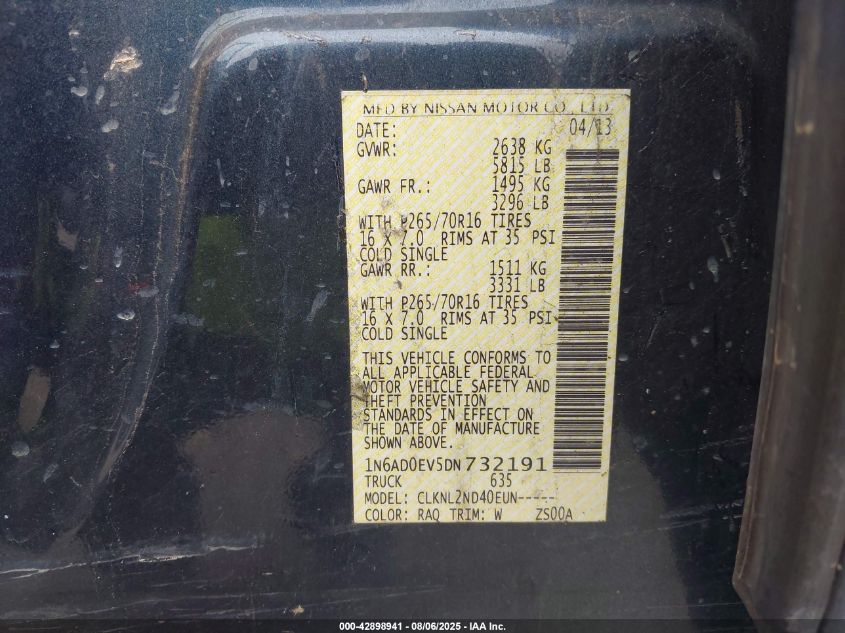 MFD BY NISSAN MOTOR CO., LTD.
DATE: 04/13
GVWR: 2638 KG
5815 LB
GAWR FR.: 1495 KG
3296 LB
WITH P265/70R16 TIRES
16 X 7.0 RIMS AT 35 PSI
COLD SINGLE
GAWR RR.: 1511 KG
3331 LB
WITH P265/70R16 TIRES
16 X 7.0 RIMS AT 35 PSI
COLD SINGLE
THIS VEHICLE CONFORMS TO
ALL APPLICABLE FEDERAL
MOTOR VEHICLE SAFETY AND
THEFT PREVENTION
STANDARDS IN EFFECT ON
THE DATE OF MANUFACTURE
SHOWN ABOVE.
1N6AD0EV5DN732191
TRUCK 635
MODEL: CLKNL2ND40EUN-----
COLOR: RAQ TRIM: W ZS00A
000-42898941 - 08/06/2025 - IAA Inc.